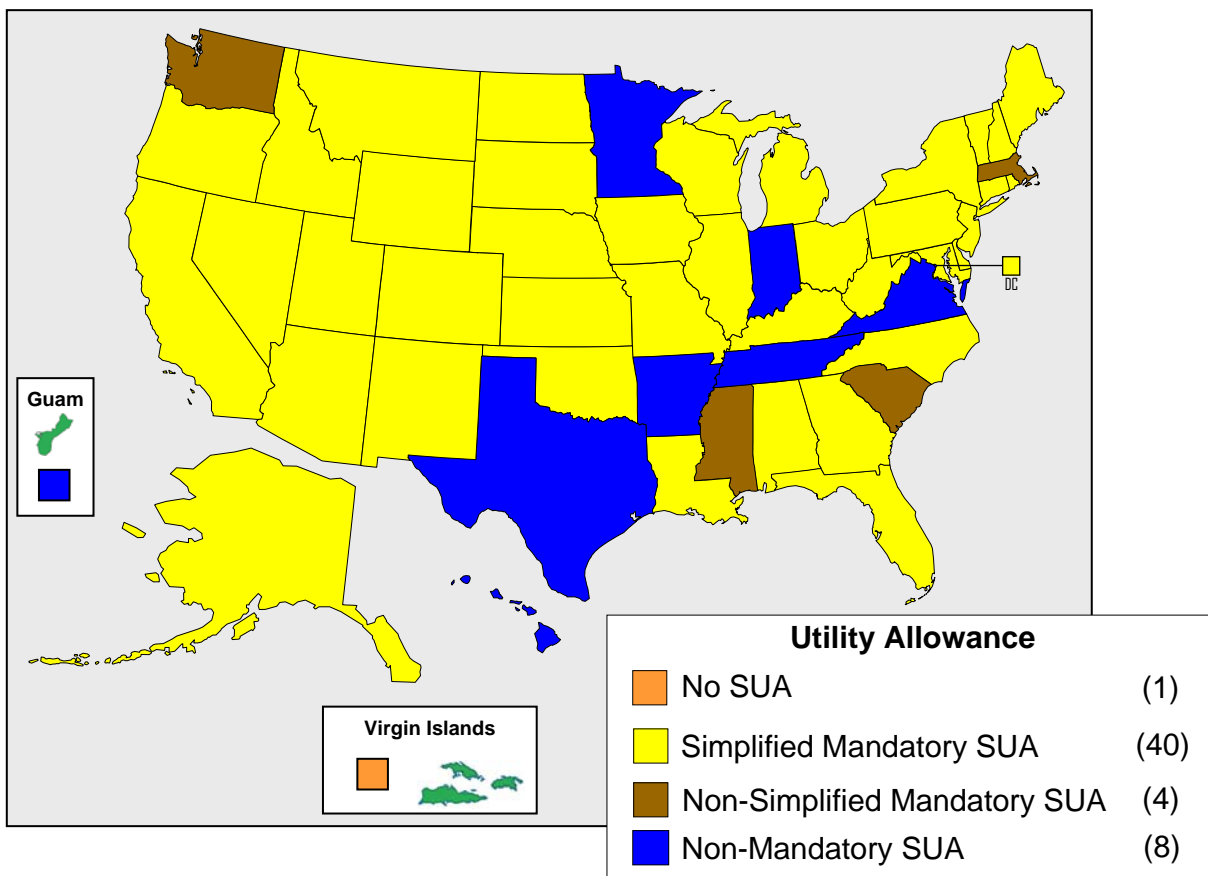 DC
Guam
Virgin Islands
Utility Allowance
No SUA (1)
Simplified Mandatory SUA (40)
Non-Simplified Mandatory SUA (4)
Non-Mandatory SUA (8)